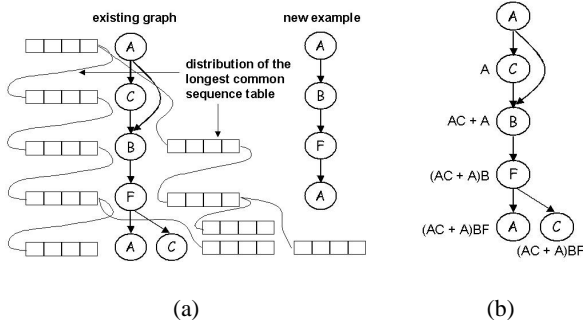 existing graph
new example
A
C
B
F
A
C
distribution of the
longest common
sequence table
A
B
F
A
(a)
A
A
C
AC + A
B
(AC + A)B
F
(AC + A)BF
A
C
(AC + A)BF
(b)